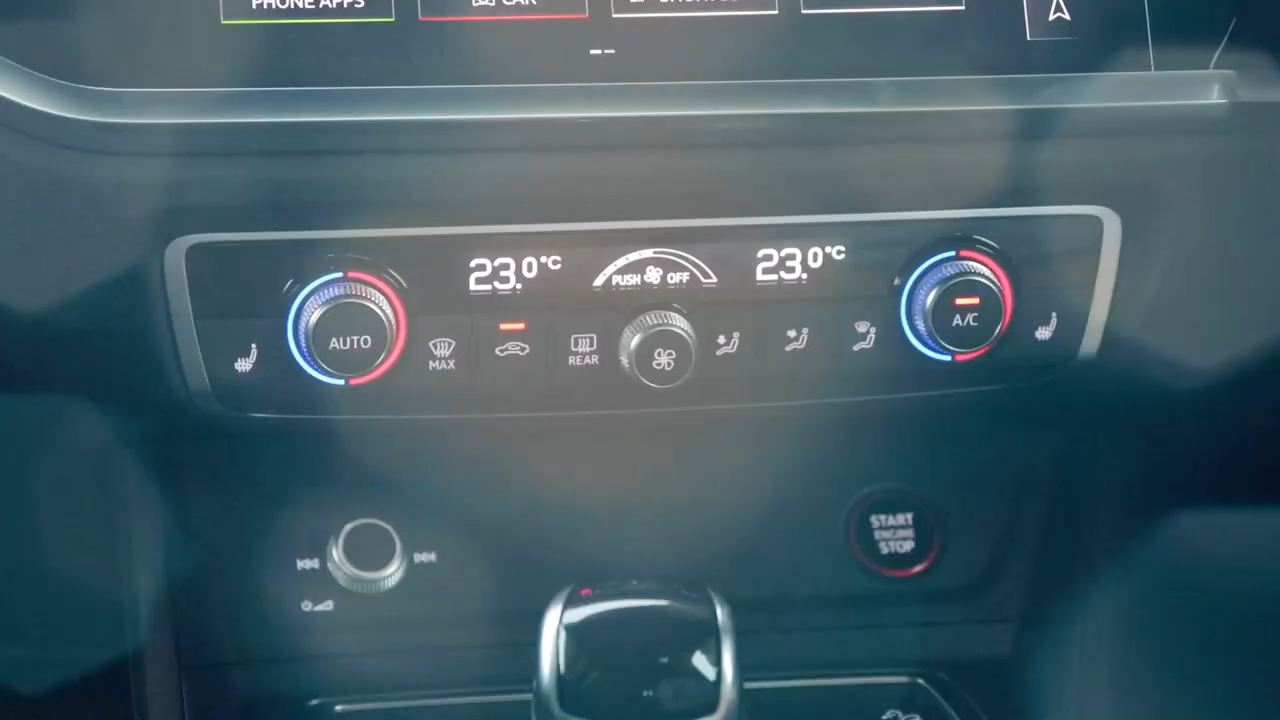 PHONE APPS
CAR
23.0°C
PUSH OFF
23.0°C
AUTO
MAX
REAR
A/C
START
ENGINE
STOP